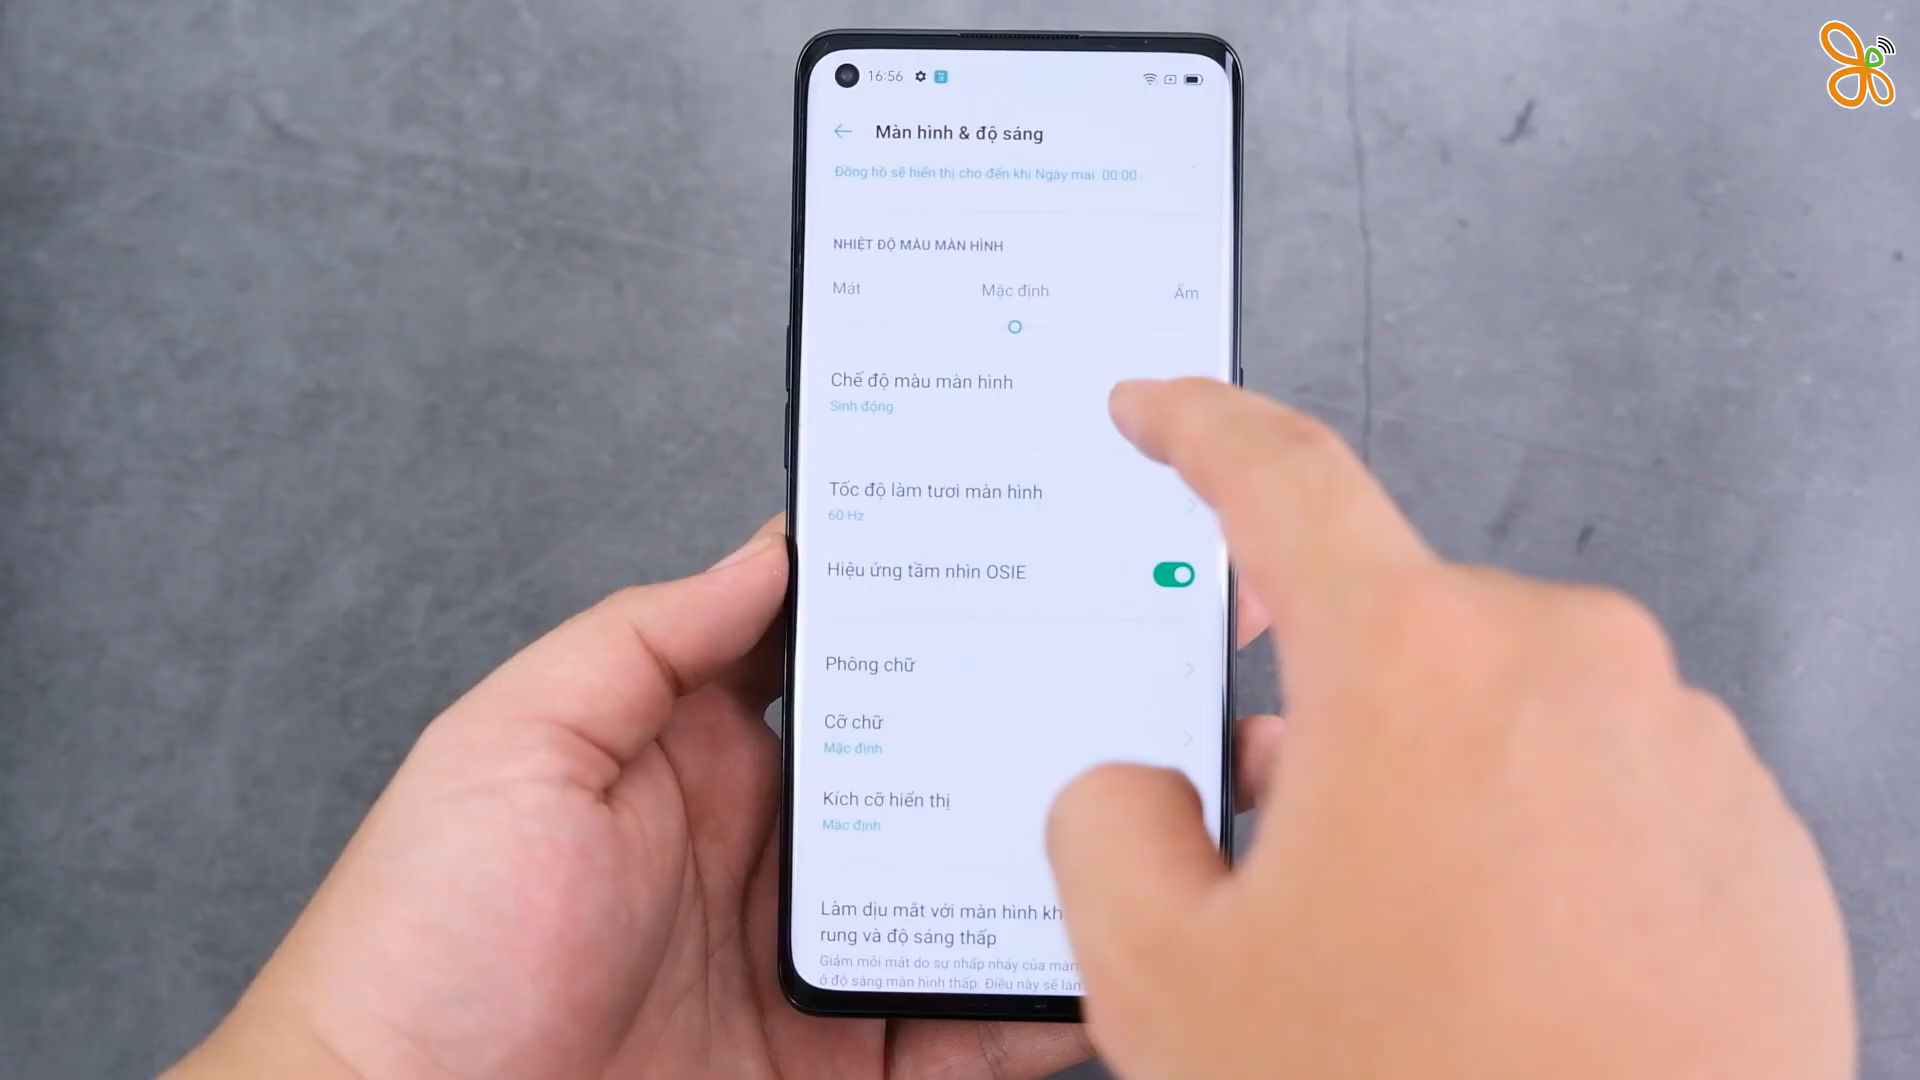 16:56
Màn hình & độ sáng
Đồng hồ sẽ hiển thị cho đến khi Ngày mai 00:00
NHIỆT ĐỘ MÀU MÀN HÌNH
Mát
Mặc định
Ấm
Chế độ màu màn hình
Sinh động
Tốc độ làm tươi màn hình
60 Hz
Hiệu ứng tầm nhìn OSIE
Phông chữ
Cỡ chữ
Mặc định
Kích cỡ hiển thị
Mặc định
Làm dịu mắt với màn hình kh
rung và độ sáng thấp
Giảm mỏi mắt do sự nhấp nháy của màn
ở độ sáng màn hình thấp. Điều này sẽ làm